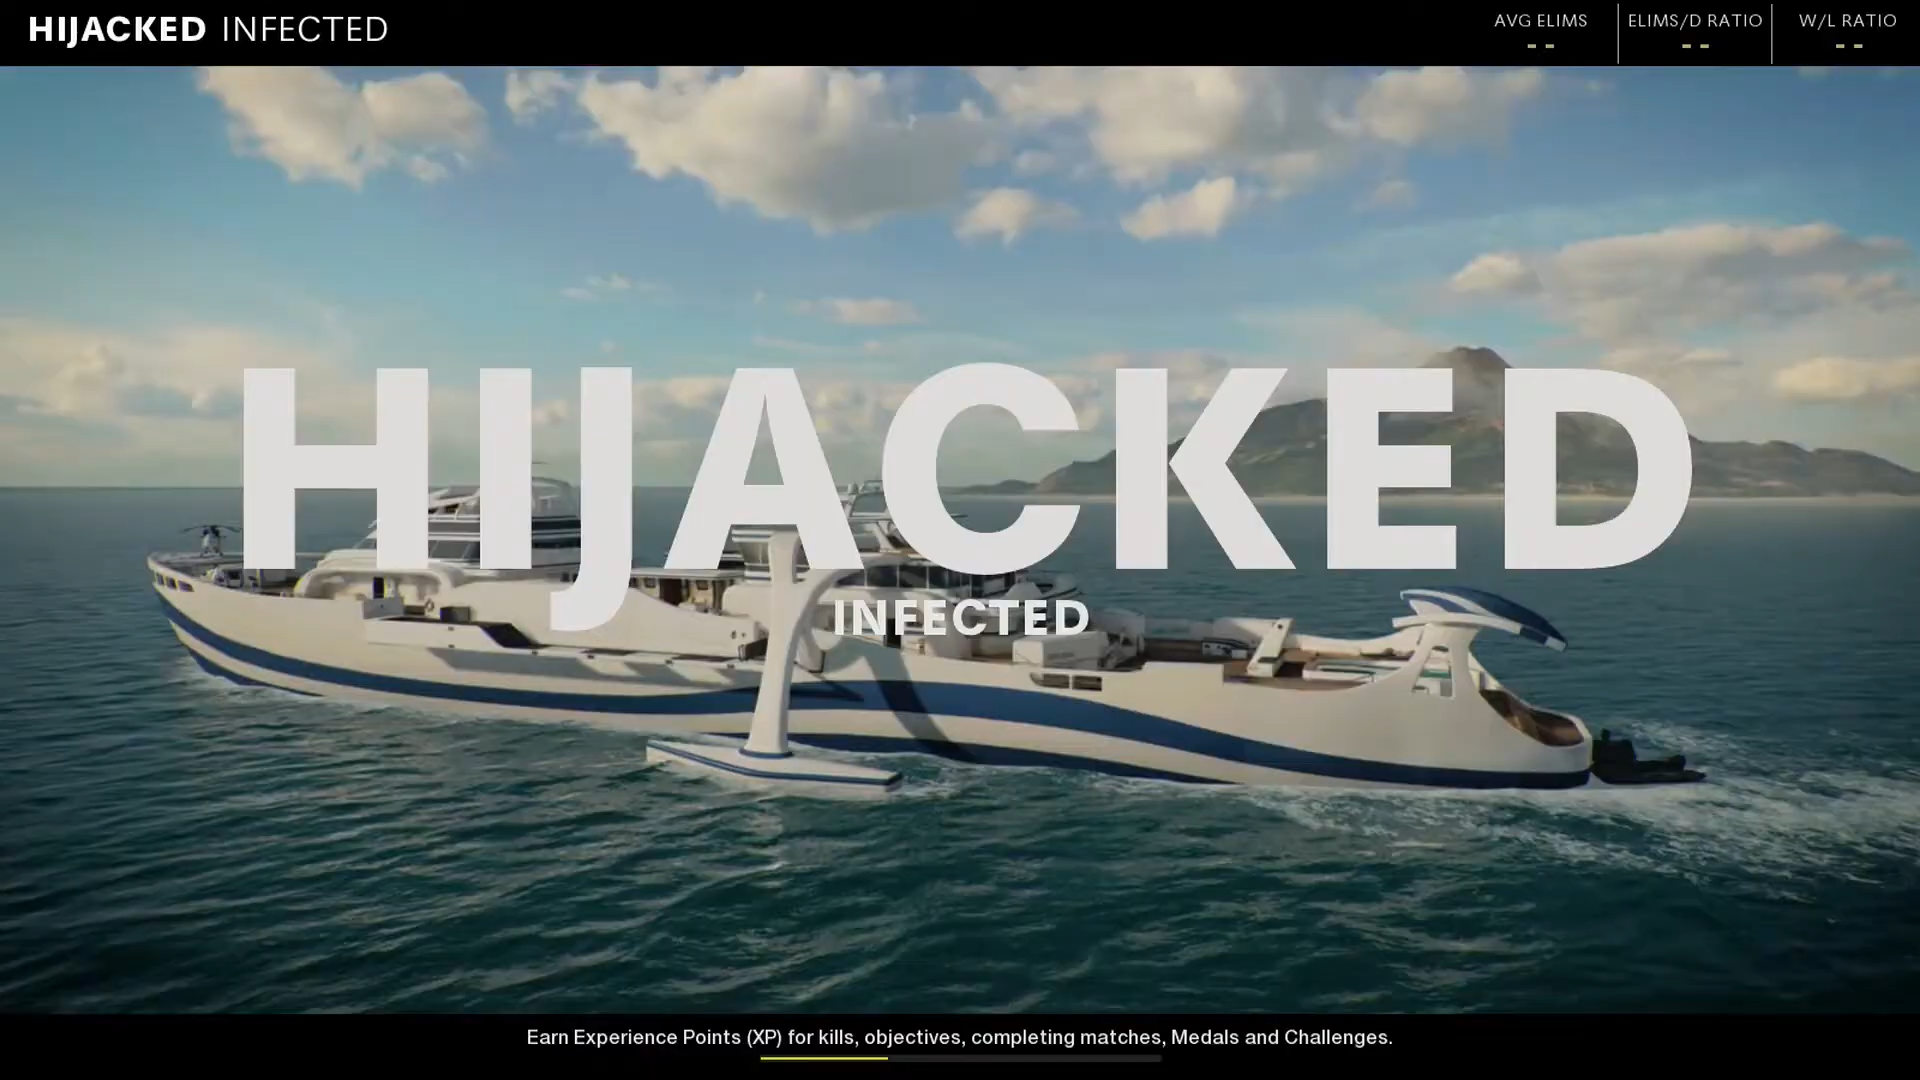 HIJACKED INFECTED
AVG ELIMS
- -
ELIMS/D RATIO
- -
W/L RATIO
- -
HIJACKED
INFECTED
Earn Experience Points (XP) for kills, objectives, completing matches, Medals and Challenges.